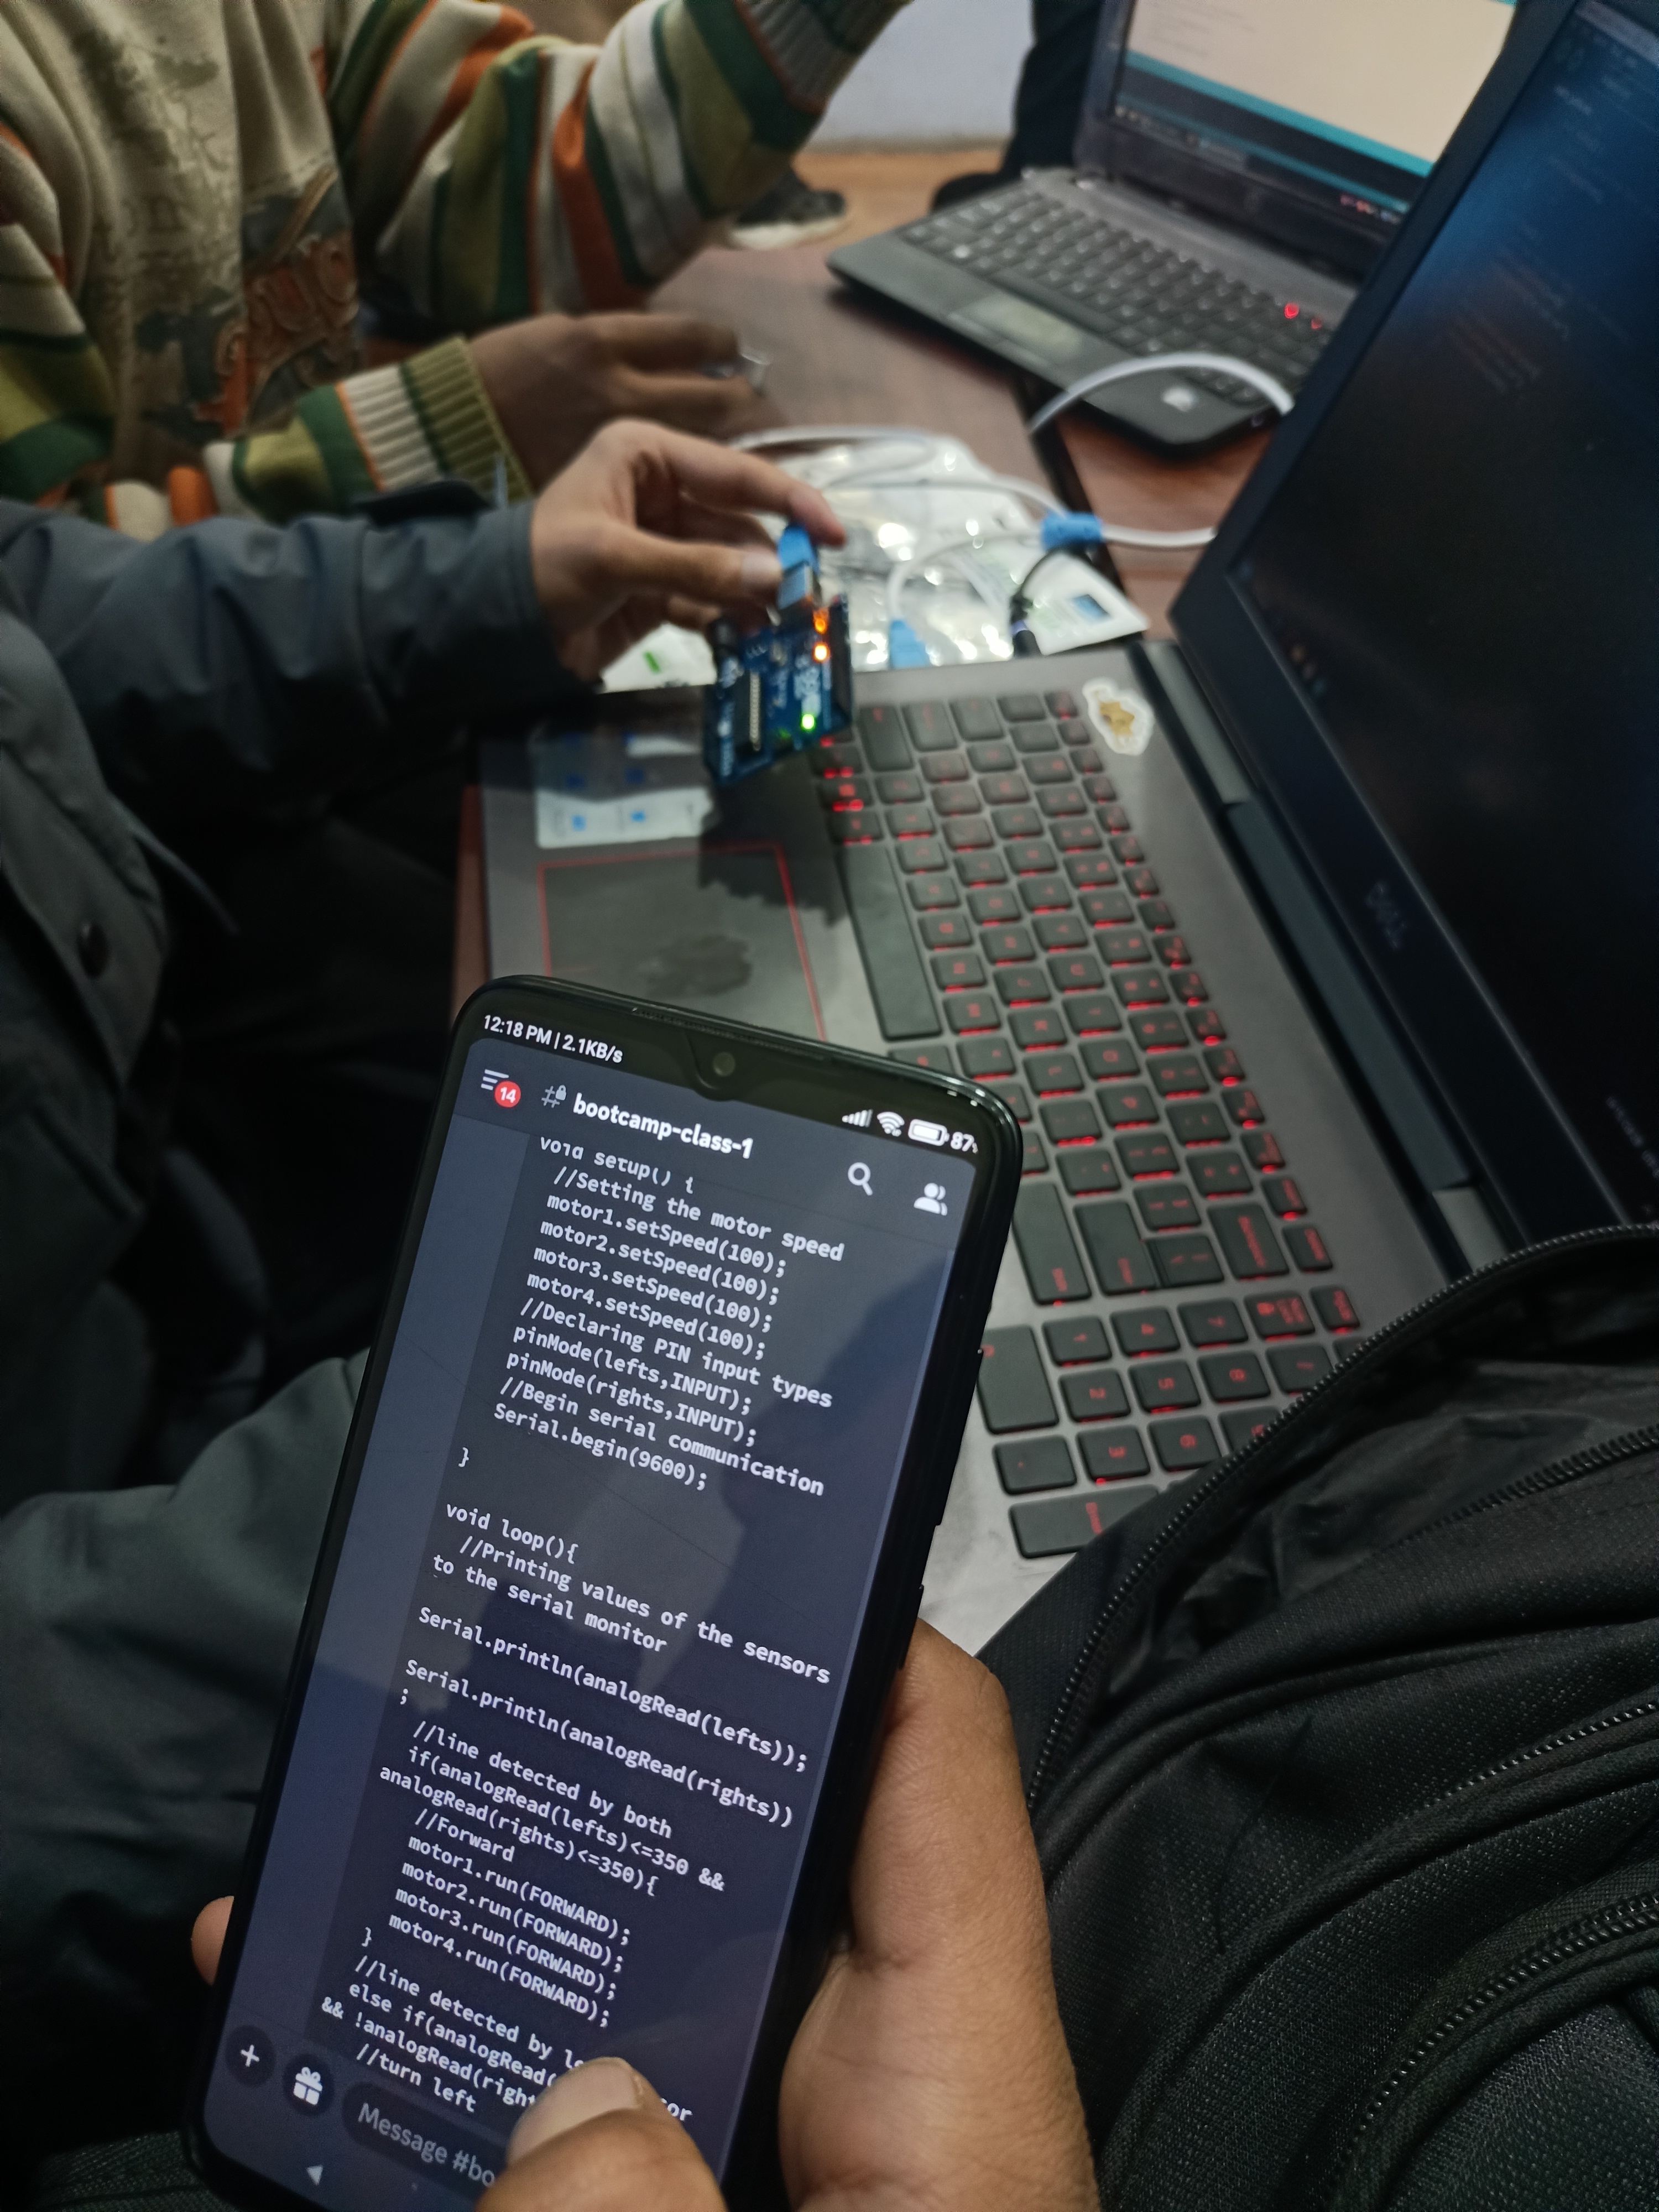 12:18 PM | 2.1KB/s
87
14
bootcamp-class-1
void setup() {
//Setting the motor speed
motor1.setSpeed(100);
motor2.setSpeed(100);
motor3.setSpeed(100);
motor4.setSpeed(100);
//Declaring PIN input types
pinMode(lefts,INPUT);
pinMode(rights,INPUT);
//Begin serial communication
Serial.begin(9600);
}
void loop(){
//Printing values of the sensors
to the serial monitor
Serial.println(analogRead(lefts));
Serial.println(analogRead(rights))
;
//line detected by both
if(analogRead(lefts)<=350 &&
analogRead(rights)<=350){
//Forward
motor1.run(FORWARD);
motor2.run(FORWARD);
motor3.run(FORWARD);
motor4.run(FORWARD);
}
//line detected by
else if(analogRead(
&& !analogRead(right
//turn left
Message #bo
DELL